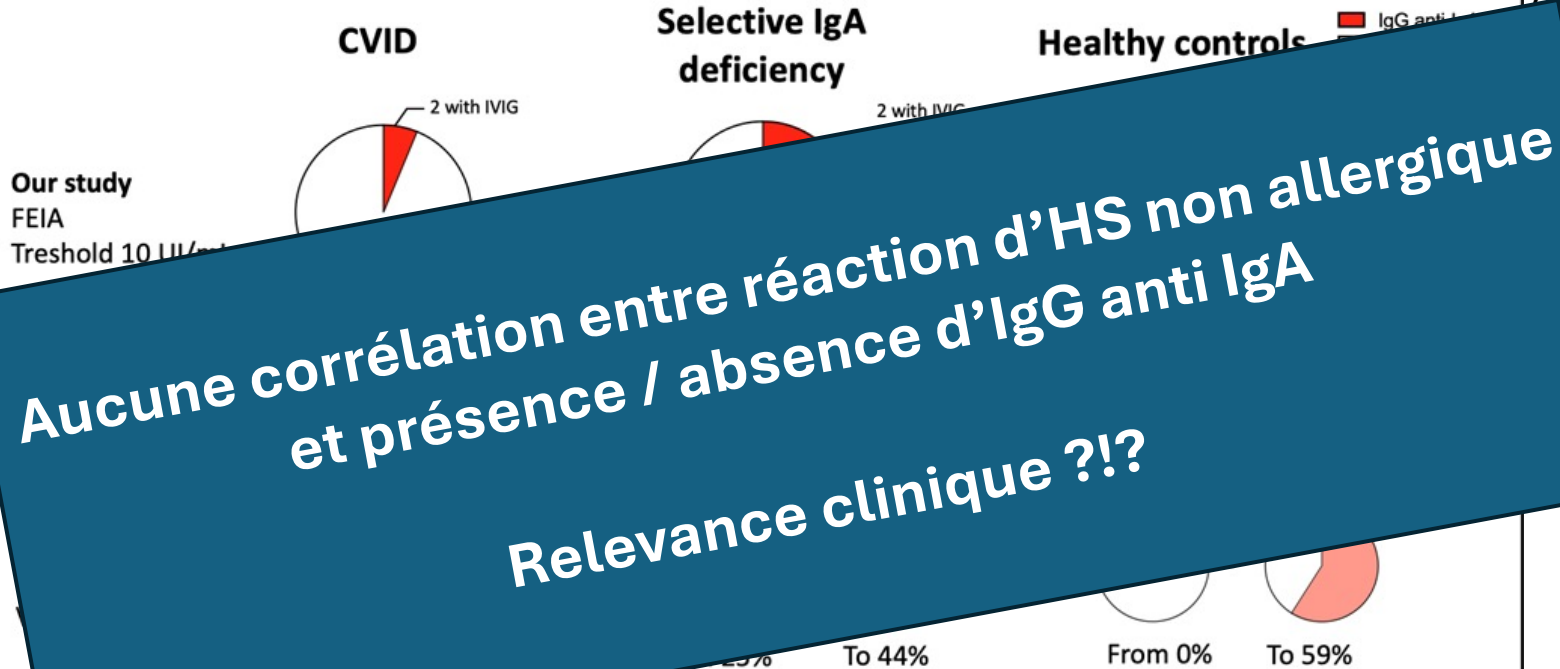 CVID
Selective IgA
deficiency
Healthy controls
IgG
2 with IVIG
2 with IVIG
Our study
FEIA
Treshold 10 UI/
Aucune corrélation entre réaction d’HS non allergique
et présence / absence d’IgG anti IgA
Relevance clinique ?!?
To 44%
From 0%
To 59%